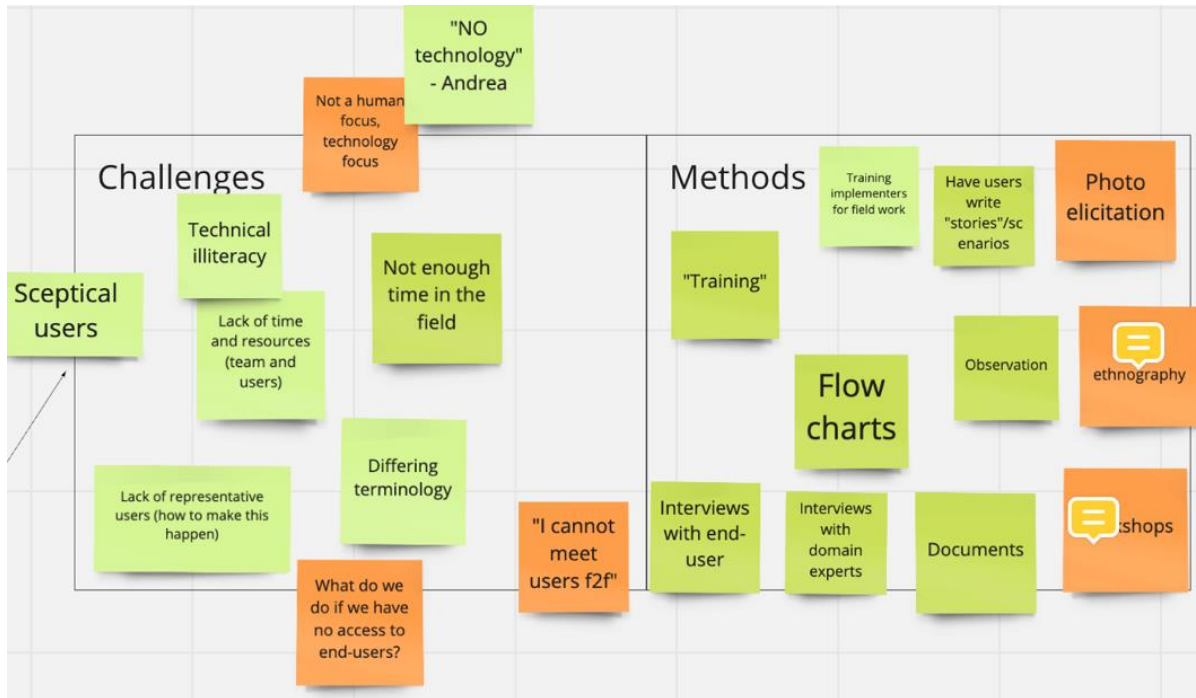 "NO
technology"
- Andrea
Not a human
focus,
technology
focus
Challenges
Technical
illiteracy
Not enough
time in the
field
Sceptical
users
Lack of time
and resources
(team and
users)
Differing
terminology
Lack of representative
users (how to make this
happen)
"I cannot
meet
users f2f"
What do we
do if we have
no access to
end-users?
Methods
Training
implementers
for field work
Have users
write
"stories"/sc
enarios
Photo
elicitation
"Training"
Observation
ethnography
Flow
charts
Interviews
with end-
user
Interviews
with
domain
experts
Documents
kshops